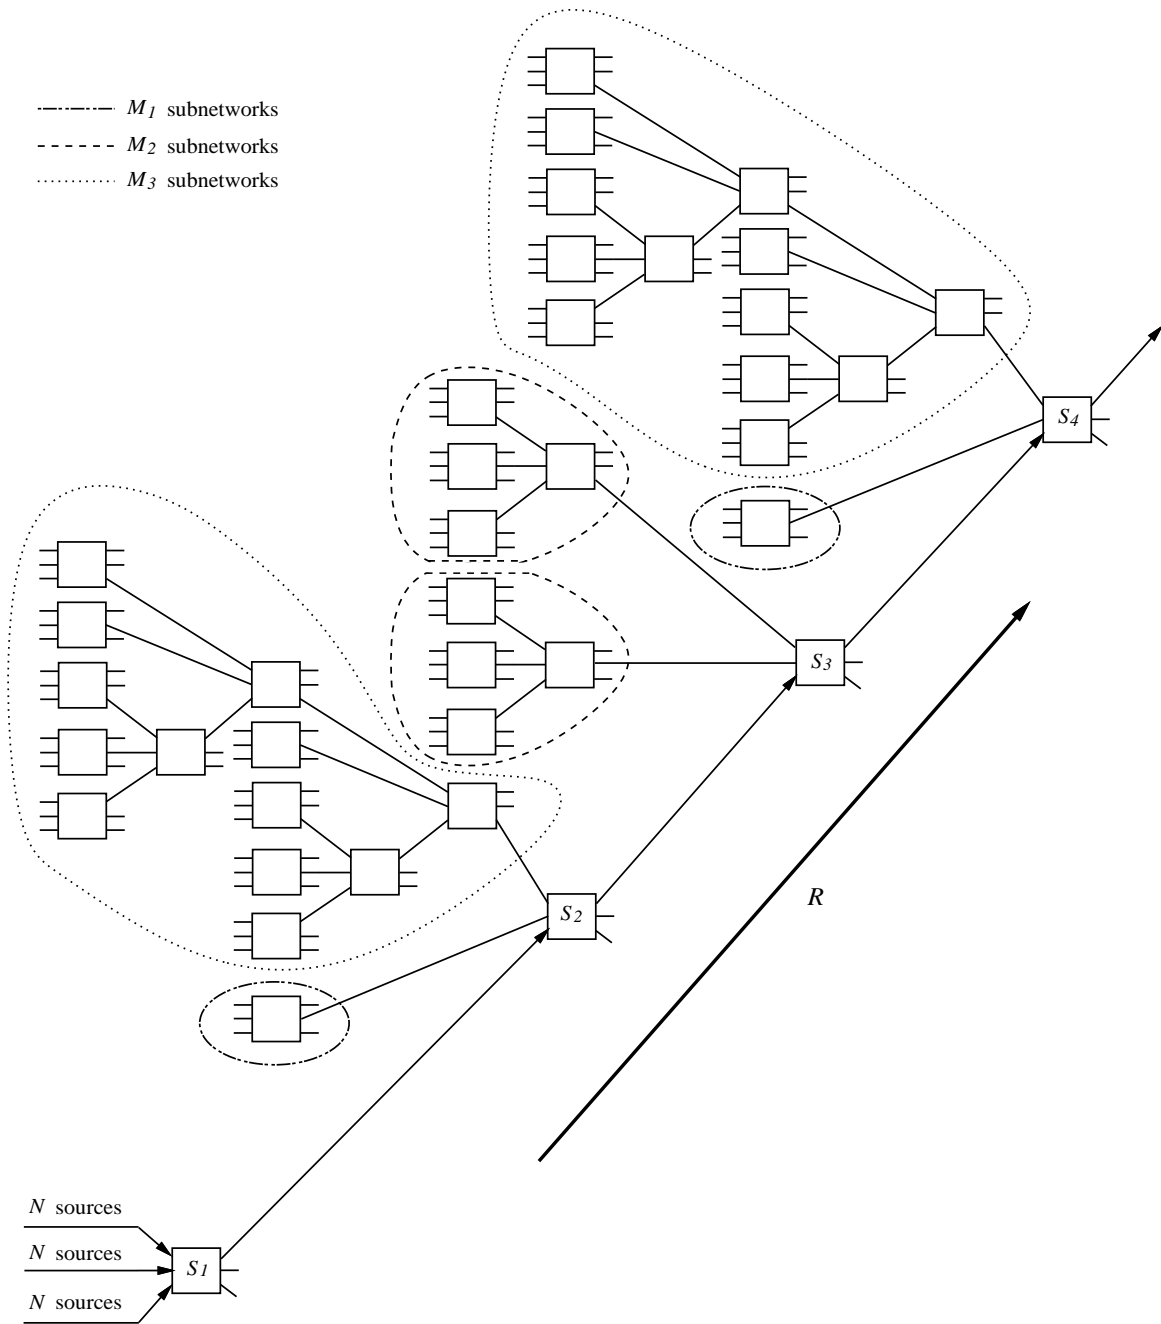 M1 subnetworks
M2 subnetworks
M3 subnetworks
S4
S3
R
S2
N sources
N sources
S1
N sources